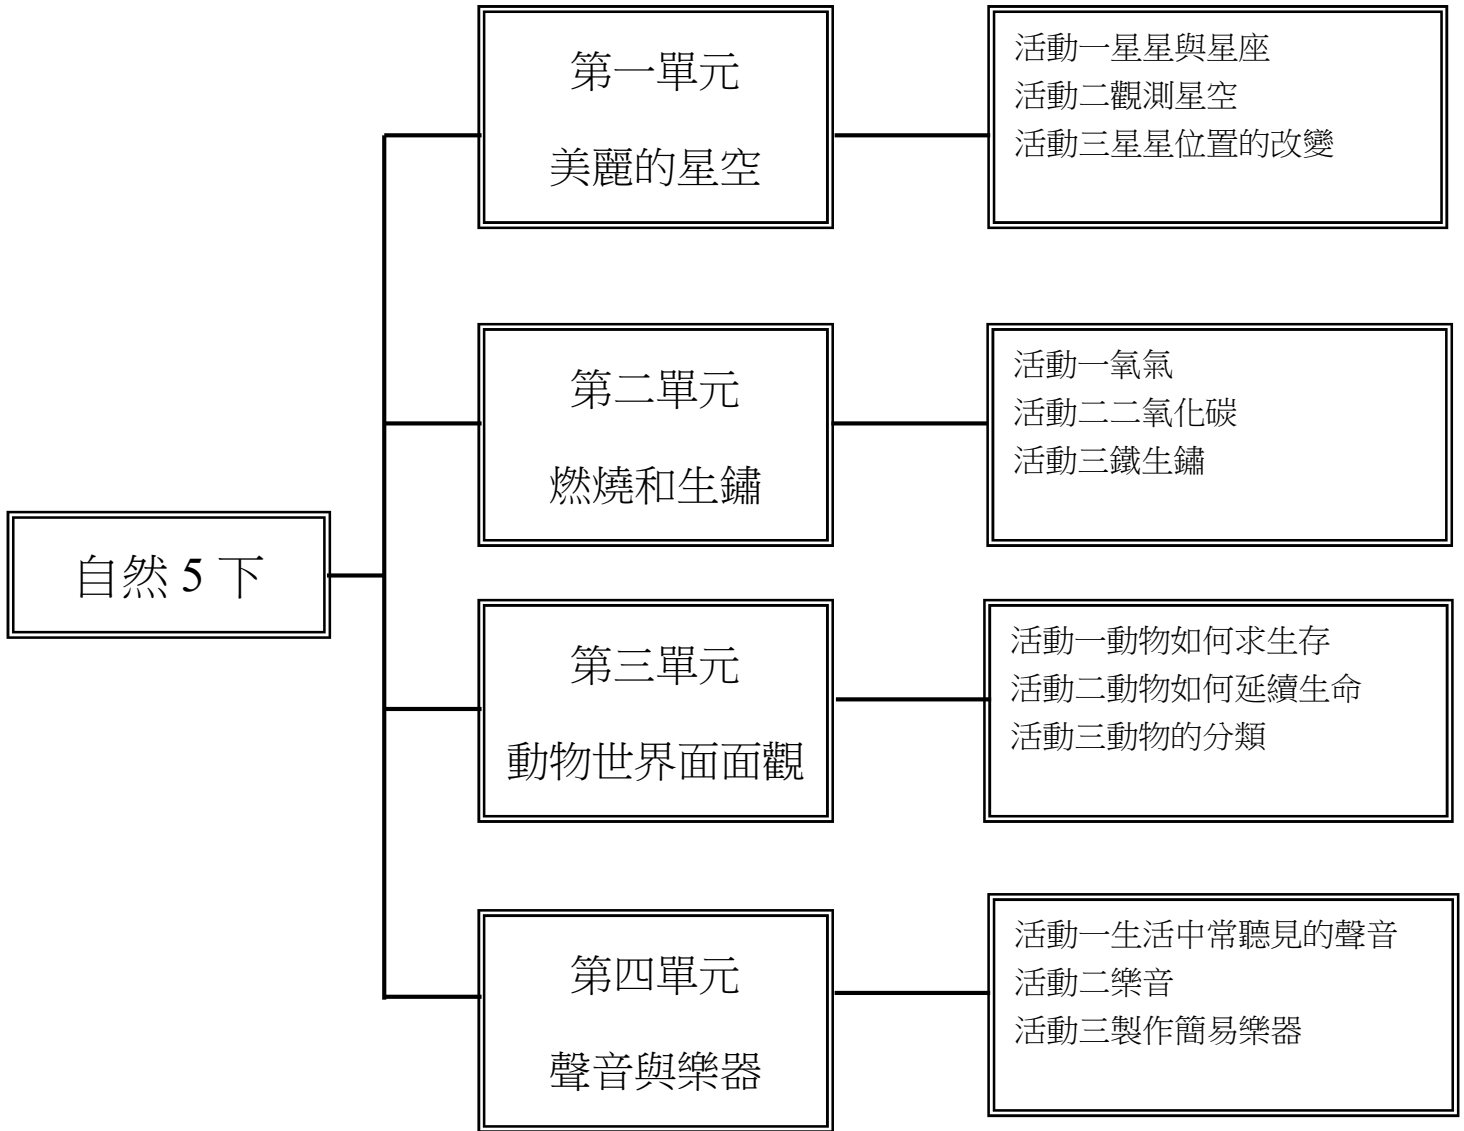 第一單元
美麗的星空
活動一星星與星座
活動二觀測星空
活動三星星位置的改變
第二單元
燃燒和生鏽
活動一氧氣
活動二二氧化碳
活動三鐵生鏽
自然 5 下
第三單元
動物世界面面觀
活動一動物如何求生存
活動二動物如何延續生命
活動三動物的分類
第四單元
聲音與樂器
活動一生活中常聽見的聲音
活動二樂音
活動三製作簡易樂器